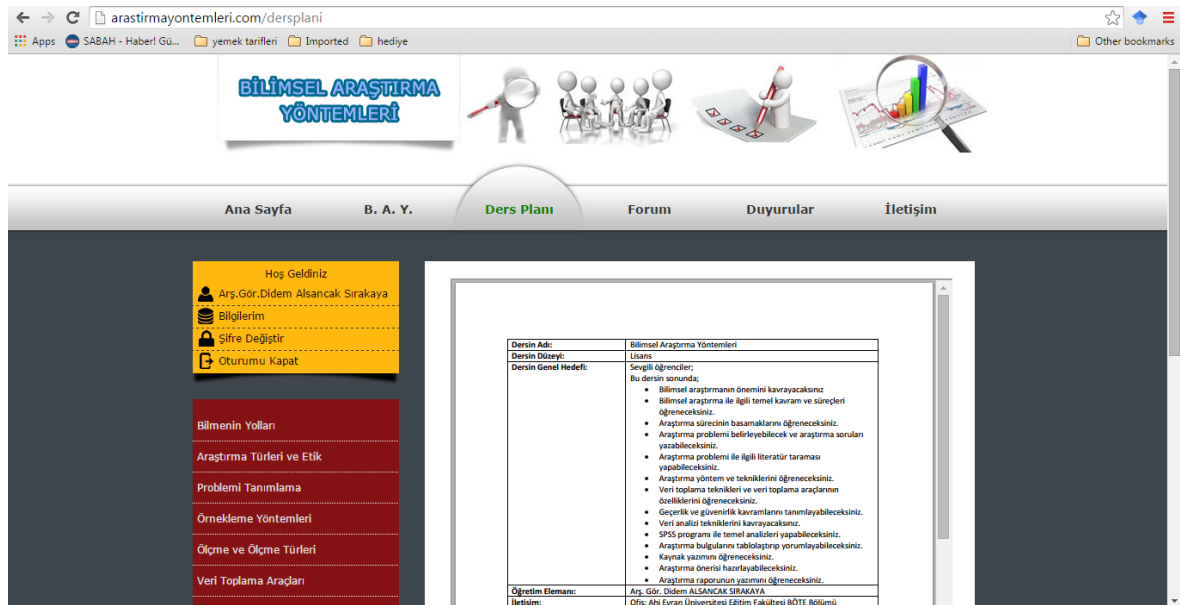 arastirmayontemleri.com/dersplani
Apps SABAH - Haber! Gü... yemek tarifleri Imported hediye Other bookmarks
BİLİMSEL ARAŞTIRMA
YÖNTEMLERİ
Ana Sayfa B. A. Y. Ders Planı Forum Duyurular İletişim
Hoş Geldiniz
Arş.Gör.Didem Alsancak Sırakaya
Bilgilerim
Şifre Değiştir
Oturumu Kapat
Bilmenin Yolları
Araştırma Türleri ve Etik
Problemi Tanımlama
Örnekleme Yöntemleri
Ölçme ve Ölçme Türleri
Veri Toplama Araçları
Dersin Adı: Bilimsel Araştırma Yöntemleri
Dersin Düzeyi: Lisans
Dersin Genel Hedefi: Sevgili öğrenciler;
Bu dersin sonunda;
• Bilimsel araştırmanın önemini kavrayacaksınız
• Bilimsel araştırma ile ilgili temel kavram ve süreçleri
öğreneceksiniz.
• Araştırma sürecinin basamaklarını öğreneceksiniz.
• Araştırma problemi belirleyebilecek ve araştırma soruları
yazabileceksiniz.
• Araştırma problemi ile ilgili literatür taraması
yapabileceksiniz.
• Araştırma yöntem ve tekniklerini öğreneceksiniz.
• Veri toplama teknikleri ve veri toplama araçlarının
özelliklerini öğreneceksiniz.
• Geçerlik ve güvenirlik kavramlarını tanımlayabileceksiniz.
• Veri analizi tekniklerini kavrayacaksınız.
• SPSS programı ile temel analizleri yapabileceksiniz.
• Araştırma bulgularını tablolaştırıp yorumlayabileceksiniz.
• Kaynak yazımını öğreneceksiniz.
• Araştırma önerisi hazırlayabileceksiniz.
• Araştırma raporunun yazımını öğreneceksiniz.
Öğretim Elemanı: Arş. Gör. Didem ALSANCAK SIRAKAYA
İletişim: Ofis: Ahi Evran Üniversitesi Eğitim Fakültesi BÖTE Bölümü